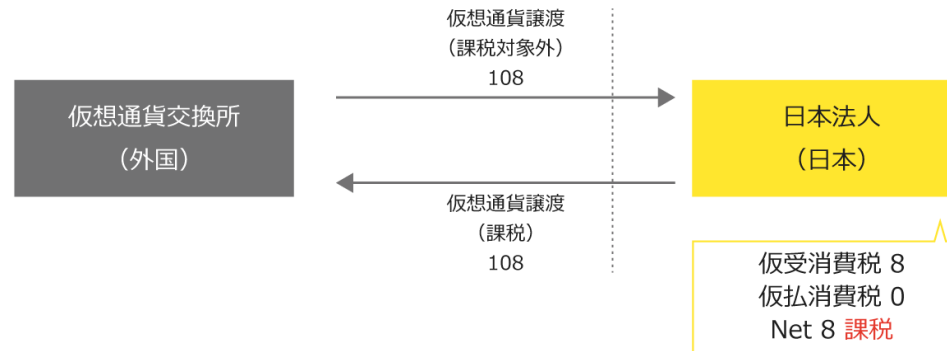 仮想通貨譲渡
（課税対象外）
108
仮想通貨交換所
（外国）
日本法人
（日本）
仮想通貨譲渡
（課税）
108
仮受消費税 8
仮払消費税 0
Net 8 課税